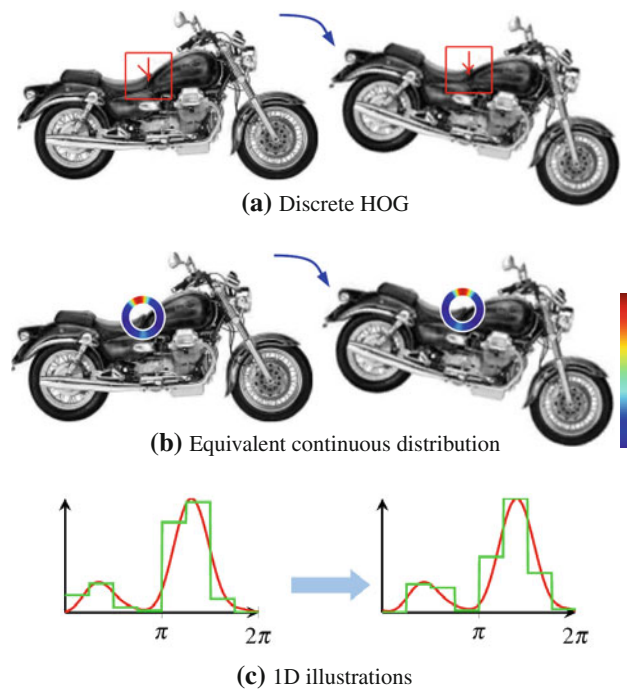 (a) Discrete HOG
(b) Equivalent continuous distribution
π 2π π 2π
(c) 1D illustrations